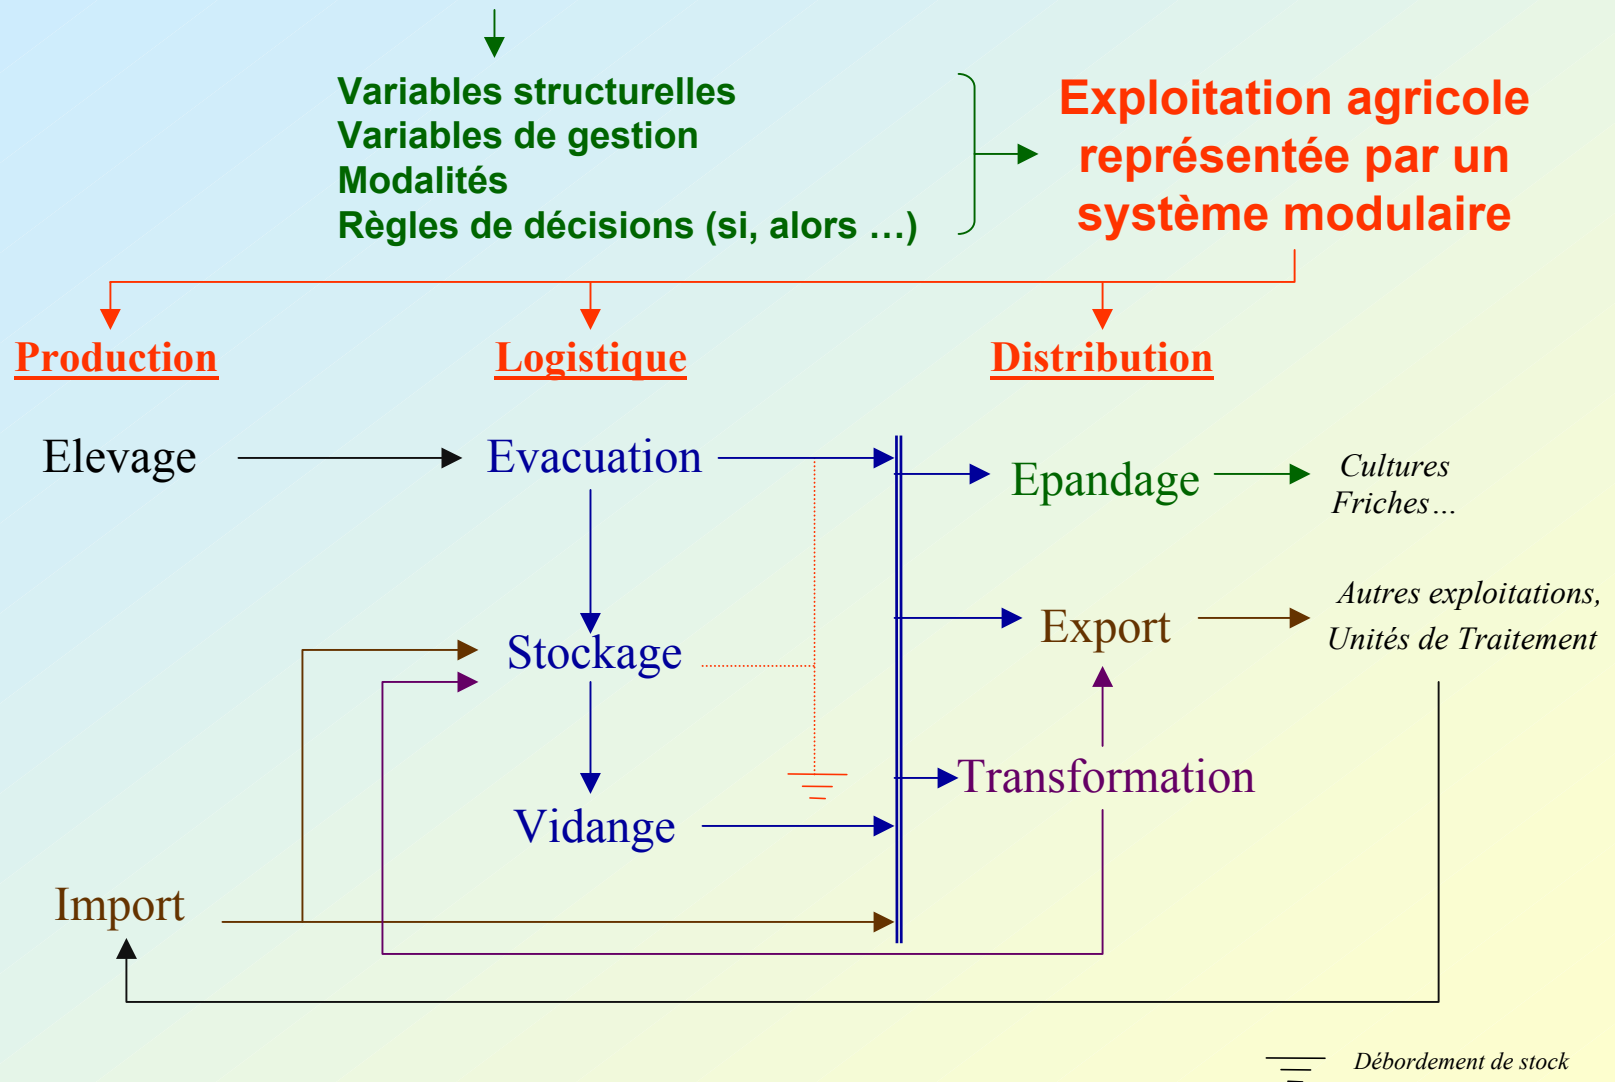 Variables structurelles
Variables de gestion
Modalités
Règles de décisions (si, alors …)
Exploitation agricole
représentée par un
système modulaire
Production
Logistique
Distribution
Elevage
Evacuation
Epandage
Cultures
Friches…
Stockage
Export
Autres exploitations,
Unités de Traitement
Transformation
Vidange
Import
Débordement de stock